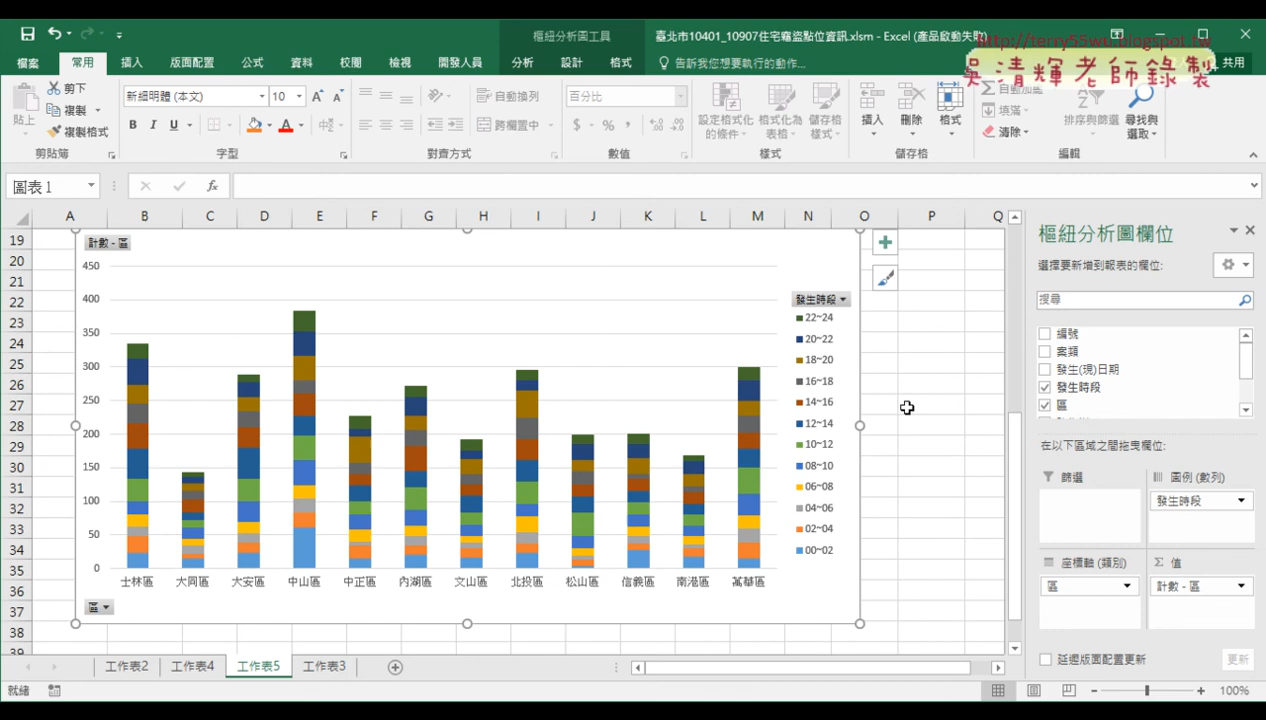 樞紐分析圖工具
臺北市10401_10907住宅竊盜點位資訊.xlsm - Excel (產品啟動失敗)
http://terry55wu.blogspot.tw
吳清輝老師錄製
檔案 常用 插入 版面配置 公式 資料 校閱 檢視 開發人員 分析 設計 格式 告訴我您想要執行的動作... 共用
貼上 剪下 複製 複製格式 剪貼簿
新細明體 (本文) 10 B I U 字型
自動換列 跨欄置中 對齊方式
百分比 $ % 數值
設定格式化的條件 格式化為表格 儲存格樣式 樣式
插入 刪除 格式 儲存格
自動加總 填滿 清除 排序與篩選 尋找與選取 編輯
圖表 1 fx
A B C D E F G H I J K L M N O P Q
19
20
21
22
23
24
25
26
27
28
29
30
31
32
33
34
35
36
37
38
39
計數 - 區
450
400
350
300
250
200
150
100
50
0
士林區 大同區 大安區 中山區 中正區 內湖區 文山區 北投區 松山區 信義區 南港區 萬華區
區
發生時段
22~24
20~22
18~20
16~18
14~16
12~14
10~12
08~10
06~08
04~06
02~04
00~02
樞紐分析圖欄位
選擇要新增到報表的欄位:
搜尋
編號
案類
發生(現)日期
發生時段
區
在以下區域之間拖曳欄位:
篩選 圖例 (數列)
發生時段
座標軸 (類別) Σ 值
區 計數 - 區
延遲版面配置更新 更新
工作表2 工作表4 工作表5 工作表3
就緒 100%